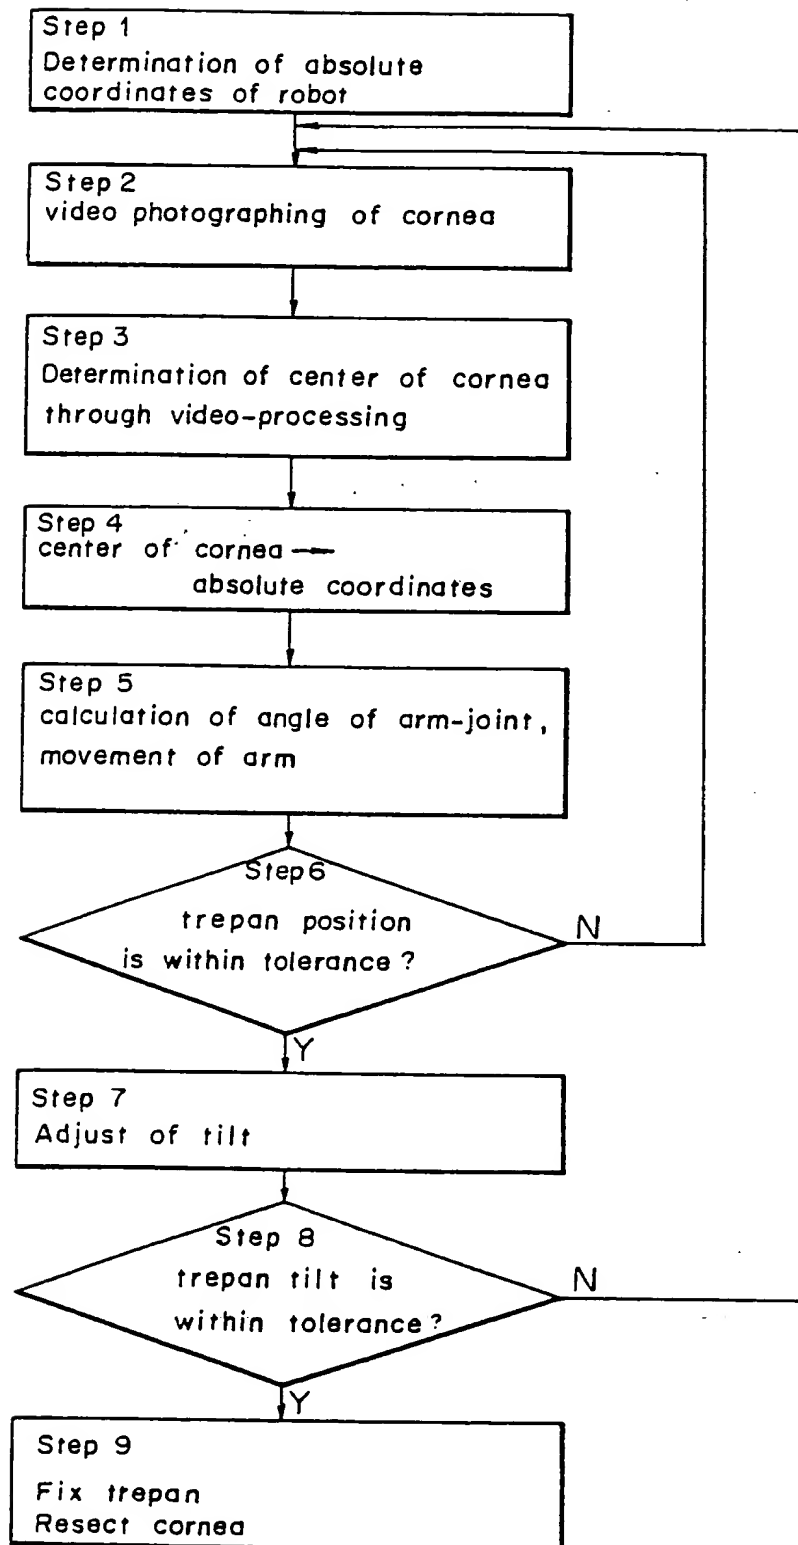 Step 1
Determination of absolute
coordinates of robot
Step 2
video photographing of cornea
Step 3
Determination of center of cornea
through video-processing
Step 4
center of cornea →
absolute coordinates
Step 5
calculation of angle of arm-joint,
movement of arm
Step 6
trepan position
is within tolerance?
N
Y
Step 7
Adjust of tilt
Step 8
trepan tilt is
within tolerance?
N
Y
Step 9
Fix trepan
Resect cornea